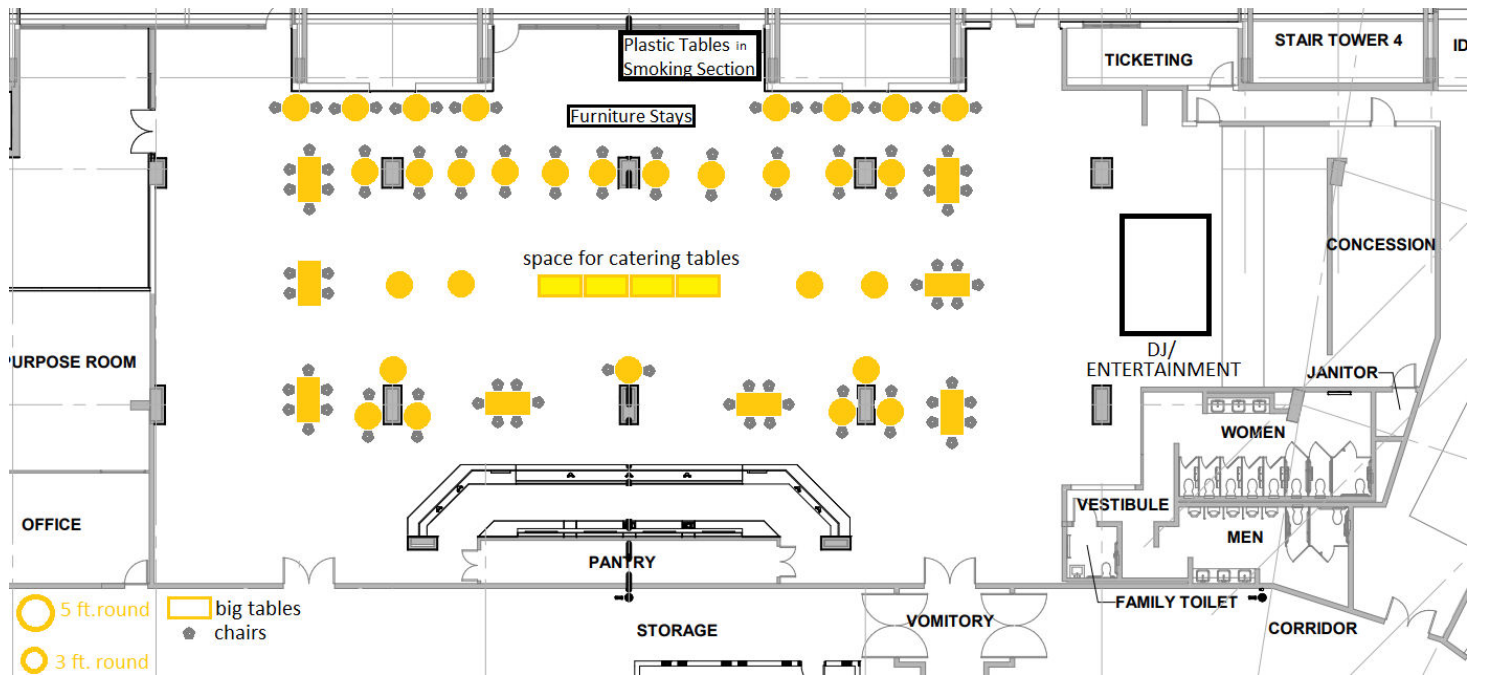 Plastic Tables in
Smoking Section
TICKETING
STAIR TOWER 4
ID
Furniture Stays
space for catering tables
CONCESSION
DJ/
ENTERTAINMENT
PURPOSE ROOM
JANITOR
WOMEN
VESTIBULE
OFFICE
MEN
PANTRY
5 ft.round
big tables
chairs
FAMILY TOILET
VOMITORY
STORAGE
CORRIDOR
3 ft. round